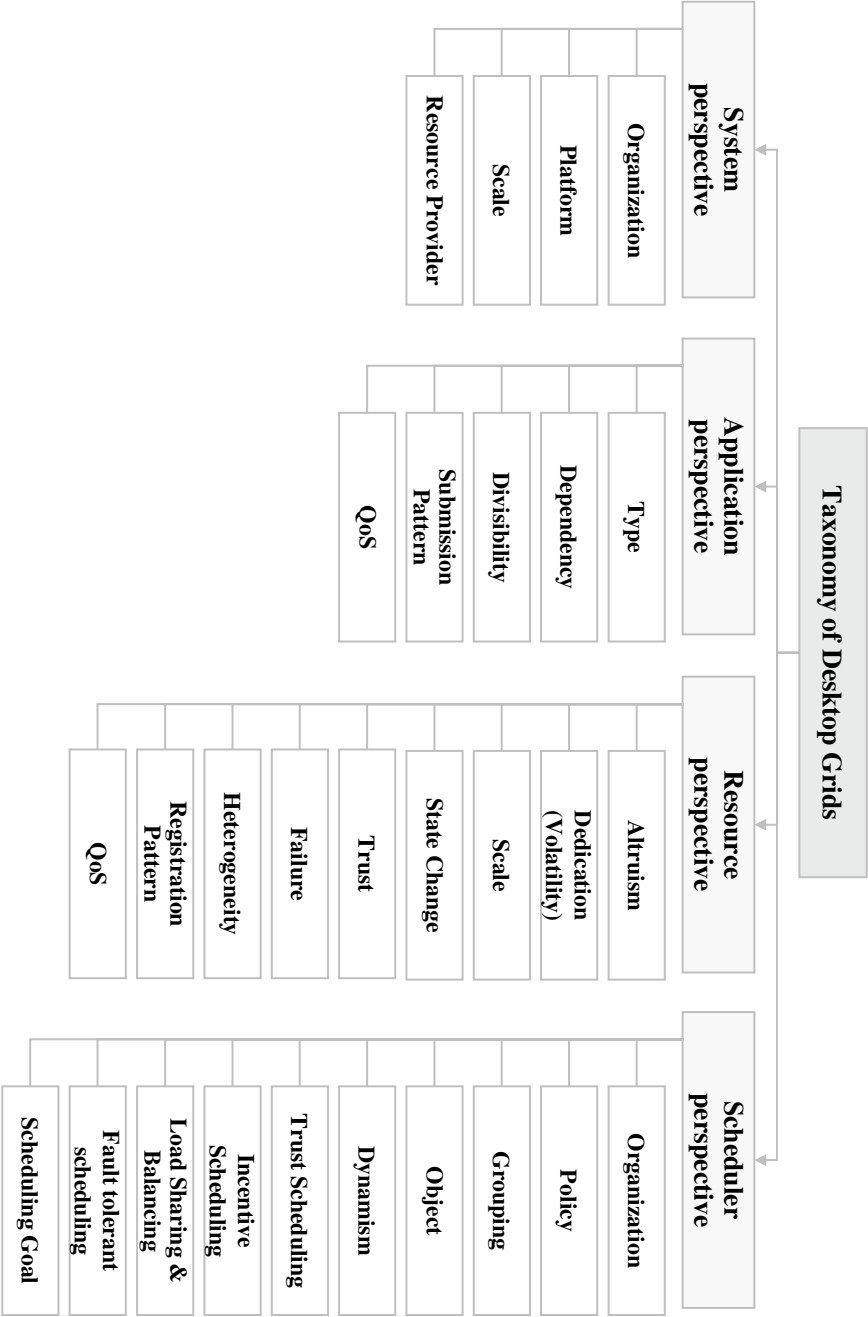 Taxonomy of Desktop Grids
System
perspective
Organization
Platform
Scale
Resource Provider
Application
perspective
Type
Dependency
Divisibility
Submission
Pattern
QoS
Resource
perspective
Altruism
Dedication
(Volatility)
Scale
State Change
Trust
Failure
Heterogeneity
Registration
Pattern
QoS
Scheduler
perspective
Organization
Policy
Grouping
Object
Dynamism
Trust Scheduling
Incentive
Scheduling
Load Sharing &
Balancing
Fault tolerant
scheduling
Scheduling Goal